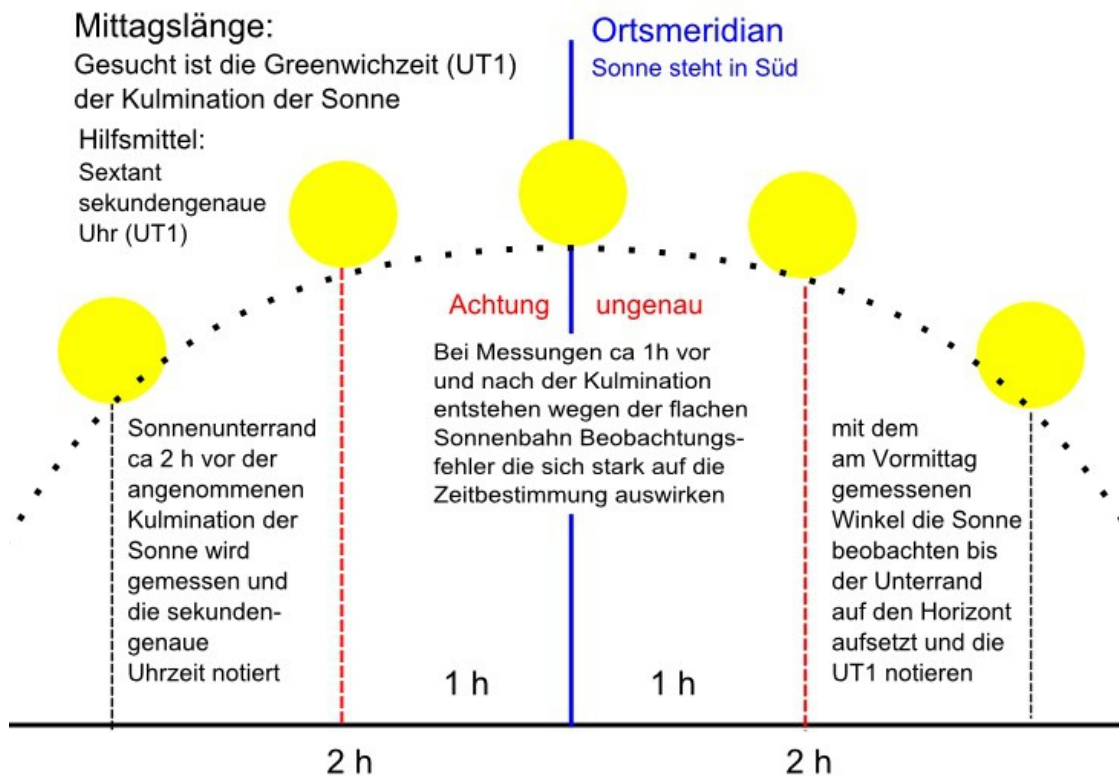 Mittagslänge:
Gesucht ist die Greenwichzeit (UT1)
der Kulmination der Sonne
Hilfsmittel:
Sextant
sekundengenaue
Uhr (UT1)
Ortsmeridian
Sonne steht in Süd
Achtung ungenau
Bei Messungen ca 1h vor
und nach der Kulmination
entstehen wegen der flachen
Sonnenbahn Beobachtungs-
fehler die sich stark auf die
Zeitbestimmung auswirken
Sonnenunterrand
ca 2 h vor der
angenommenen
Kulmination der
Sonne wird
gemessen und
die sekunden-
genaue
Uhrzeit notiert
mit dem
am Vormittag
gemessenen
Winkel die Sonne
beobachten bis
der Unterrand
auf den Horizont
aufsetzt und die
UT1 notieren
1 h 1 h
2 h 2 h